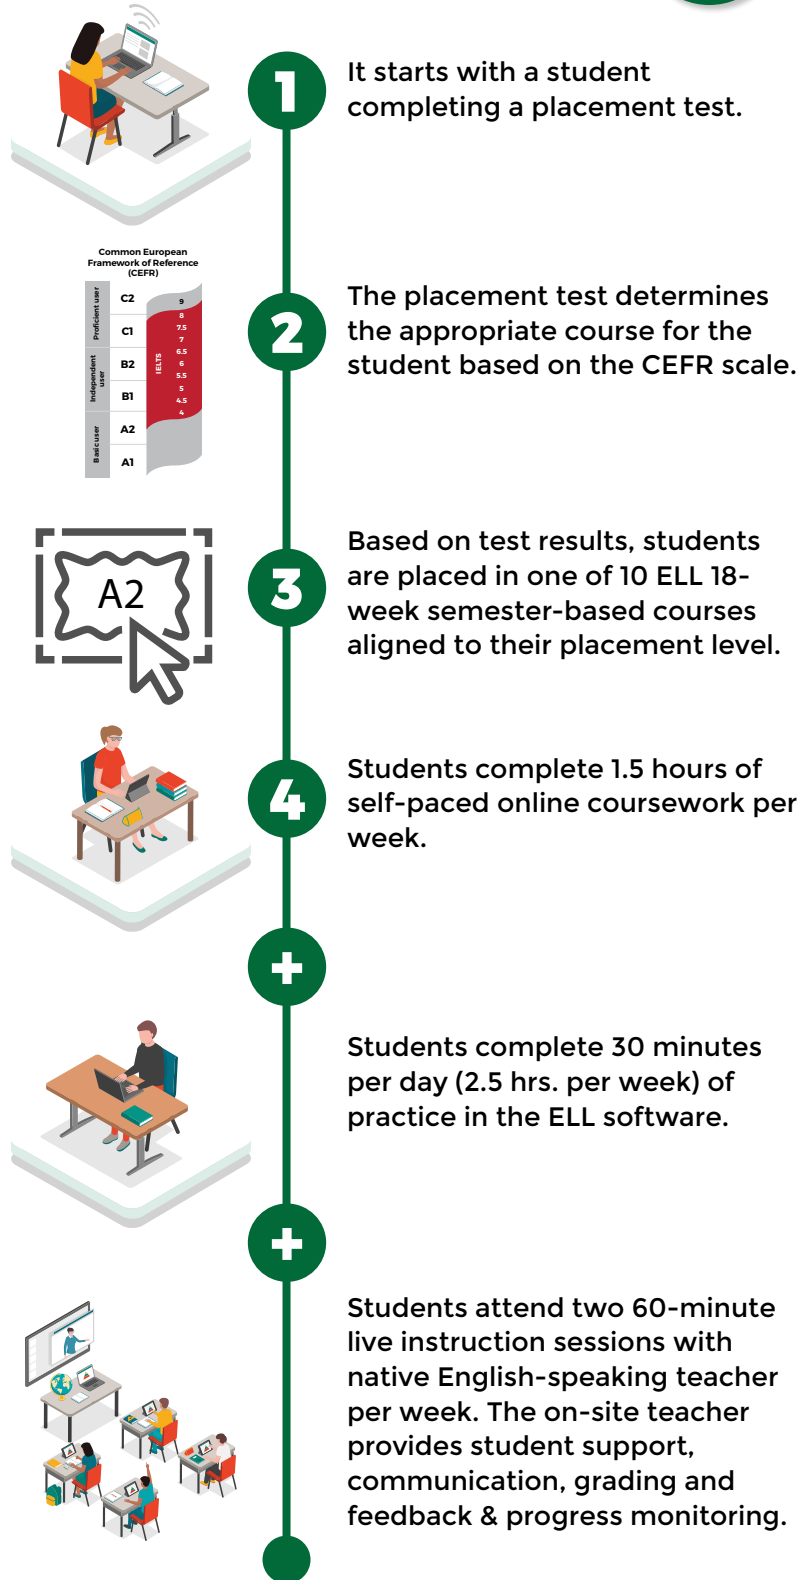 1
It starts with a student
completing a placement test.
Common European
Framework of Reference
(CEFR)
Proficient user
Independent
user
Basic user
C2
C1
B2
B1
A2
A1
IELTS
9
8
7.5
7
6.5
6
5.5
5
4.5
4
2
The placement test determines
the appropriate course for the
student based on the CEFR scale.
A2
3
Based on test results, students
are placed in one of 10 ELL 18-
week semester-based courses
aligned to their placement level.
4
Students complete 1.5 hours of
self-paced online coursework per
week.
+
Students complete 30 minutes
per day (2.5 hrs. per week) of
practice in the ELL software.
+
Students attend two 60-minute
live instruction sessions with
native English-speaking teacher
per week. The on-site teacher
provides student support,
communication, grading and
feedback & progress monitoring.